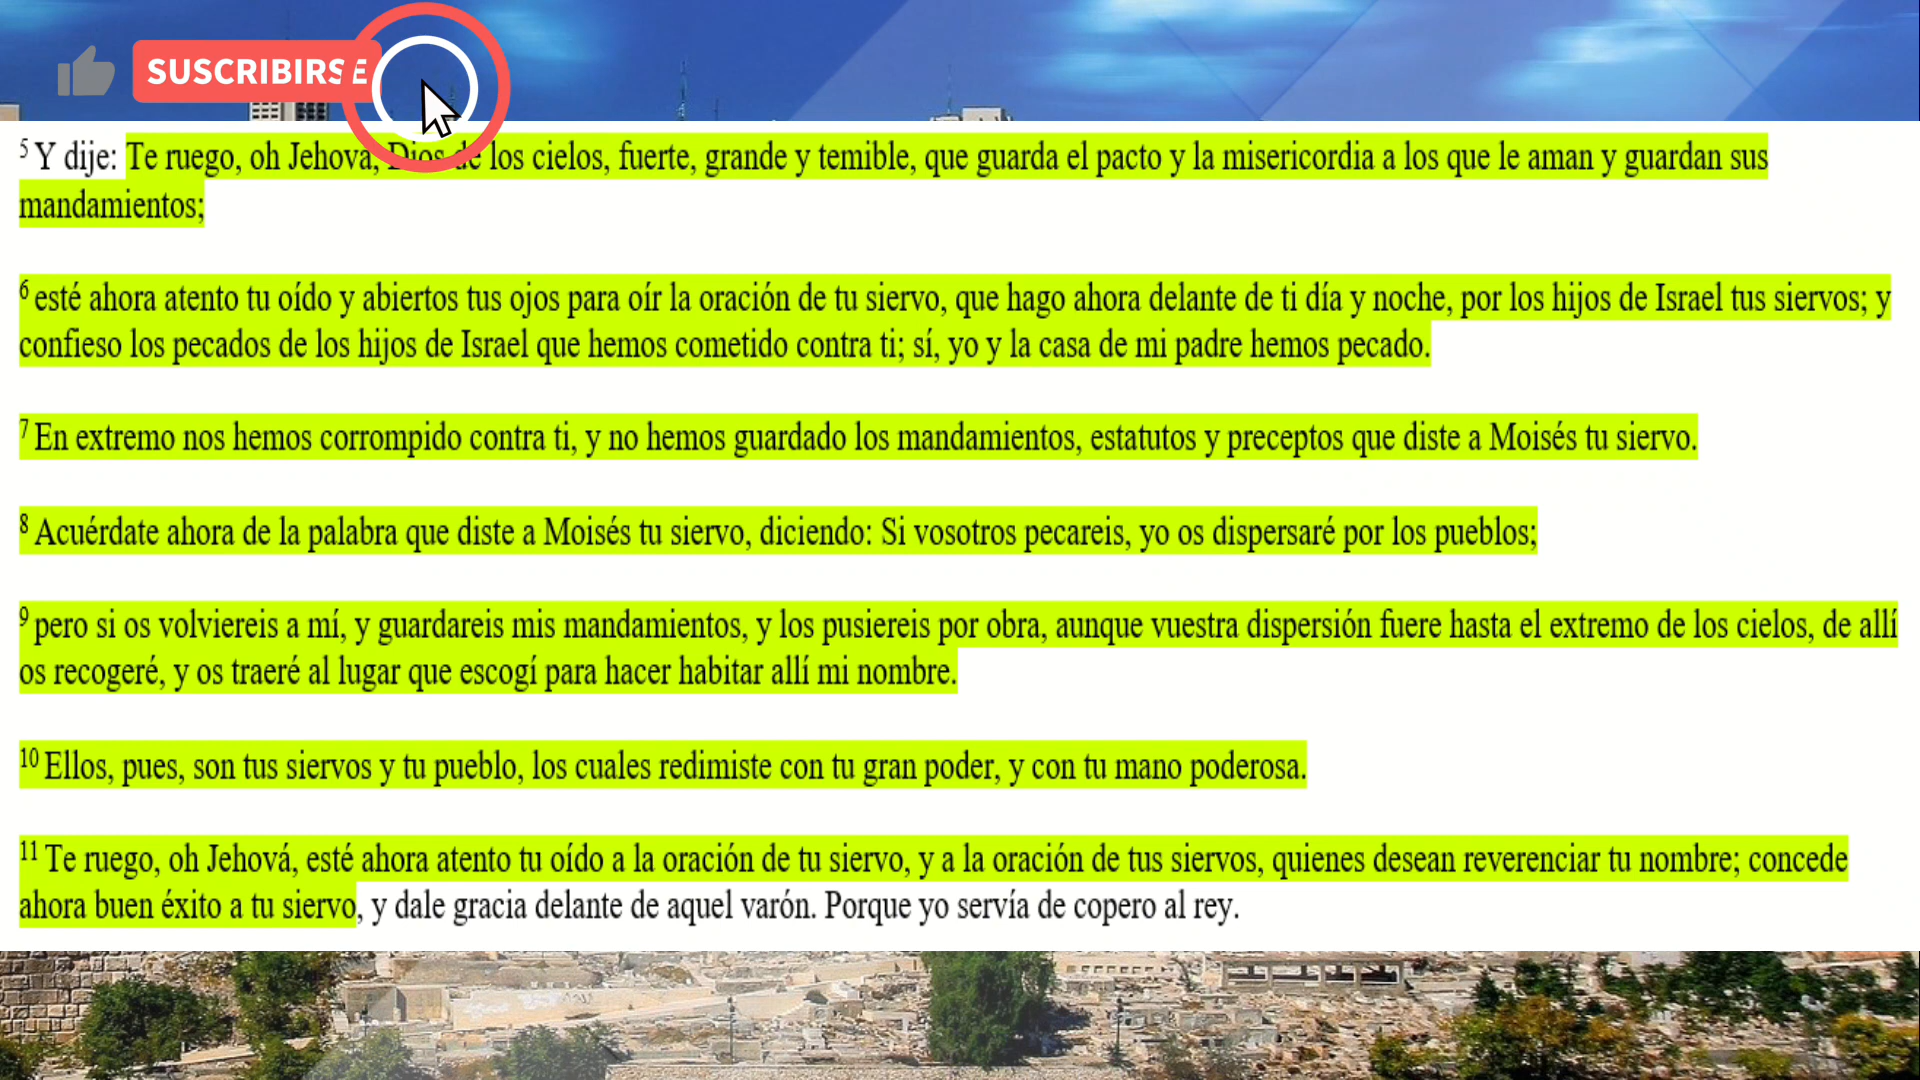 SUSCRIBIRSE
5 Y dije: Te ruego, oh Jehová, Dios de los cielos, fuerte, grande y temible, que guarda el pacto y la misericordia a los que le aman y guardan sus
mandamientos;
6 esté ahora atento tu oído y abiertos tus ojos para oír la oración de tu siervo, que hago ahora delante de ti día y noche, por los hijos de Israel tus siervos; y
confieso los pecados de los hijos de Israel que hemos cometido contra ti; sí, yo y la casa de mi padre hemos pecado.
7 En extremo nos hemos corrompido contra ti, y no hemos guardado los mandamientos, estatutos y preceptos que diste a Moisés tu siervo.
8 Acuérdate ahora de la palabra que diste a Moisés tu siervo, diciendo: Si vosotros pecareis, yo os dispersaré por los pueblos;
9 pero si os volviereis a mí, y guardareis mis mandamientos, y los pusiereis por obra, aunque vuestra dispersión fuere hasta el extremo de los cielos, de allí
os recogeré, y os traeré al lugar que escogí para hacer habitar allí mi nombre.
10 Ellos, pues, son tus siervos y tu pueblo, los cuales redimiste con tu gran poder, y con tu mano poderosa.
11 Te ruego, oh Jehová, esté ahora atento tu oído a la oración de tu siervo, y a la oración de tus siervos, quienes desean reverenciar tu nombre; concede
ahora buen éxito a tu siervo, y dale gracia delante de aquel varón. Porque yo servía de copero al rey.